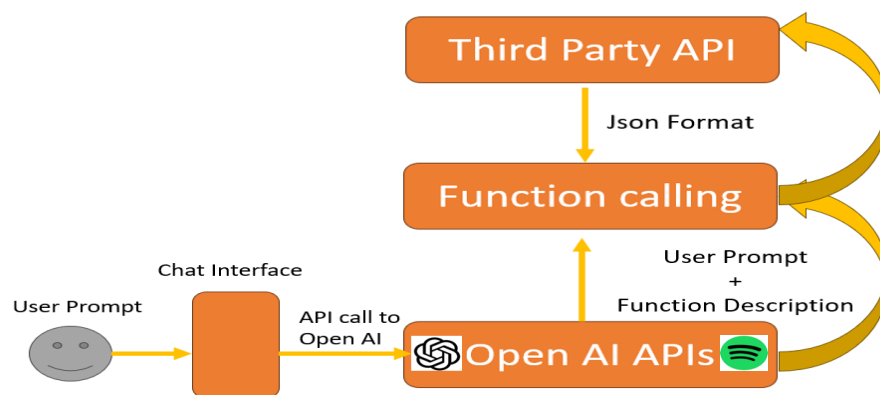 Third Party API
Json Format
Function calling
Chat Interface
User Prompt
API call to
Open AI
User Prompt
+
Function Description
Open AI APIs